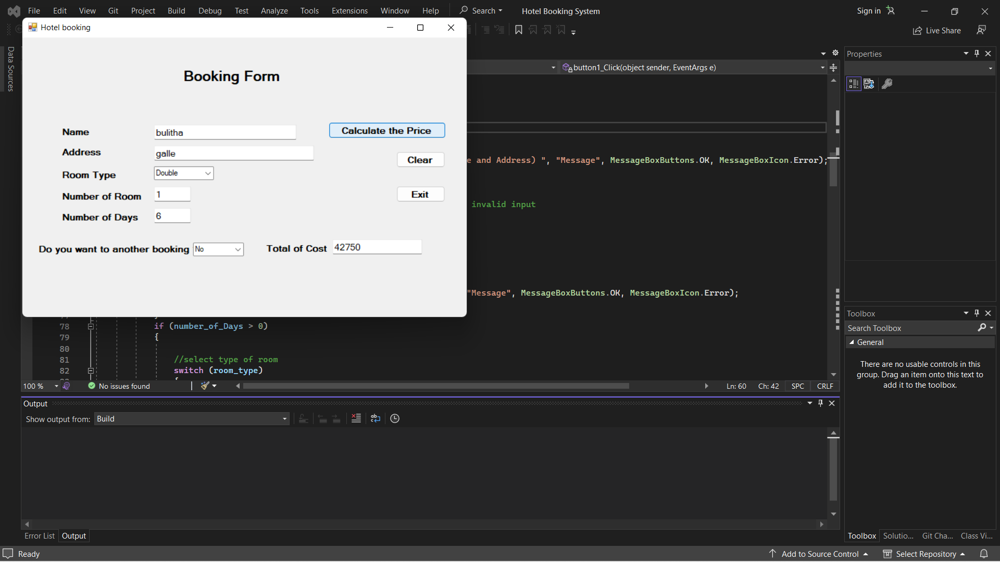 File Edit View Git Project Build Debug Test Analyze Tools Extensions Window Help Search Hotel Booking System Sign in
Live Share
Hotel booking
Booking Form
Name bulitha
Address galle
Room Type Double
Number of Room 1
Number of Days 6
Do you want to another booking No
Total of Cost 42750
Calculate the Price
Clear
Exit
Data Sources
button1_Click(object sender, EventArgs e)
e and Address) ", "Message", MessageBoxButtons.OK, MessageBoxIcon.Error);
invalid input
"Message", MessageBoxButtons.OK, MessageBoxIcon.Error);
78 if (number_of_Days > 0)
79 {
80
81 //select type of room
82 switch (room_type)
100 % No issues found Ln: 60 Ch: 42 SPC CRLF
Output
Show output from: Build
Error List Output
Properties
Toolbox
Search Toolbox
General
There are no usable controls in this
group. Drag an item onto this text to
add it to the toolbox.
Toolbox Solutio... Git Cha... Class Vi...
Ready Add to Source Control Select Repository